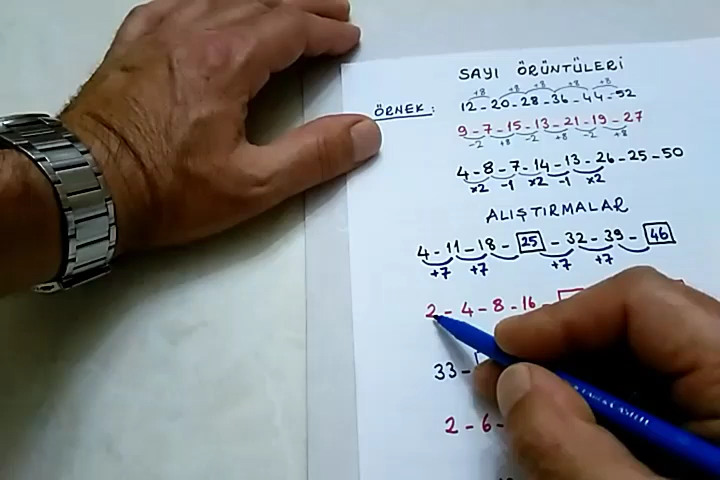 SAYI ÖRÜNTÜLERİ
+8 +8 +8 +8 +8
ÖRNEK: 12-20-28-36-44-52
9-7-15-13-21-19-27
-2 +8 -2 +8 -2 +8
4-8-7-14-13-26-25-50
x2 -1 x2 -1 x2
ALIŞTIRMALAR
4-11-18-25-32-39-46
+7 +7 +7 +7
2-4-8-16-
33-
2-6-